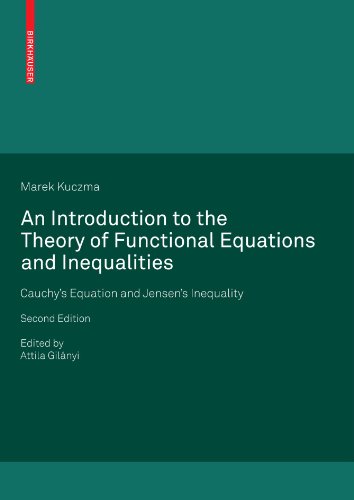 BIRKHÄUSER
Marek Kuczma
An Introduction to the
Theory of Functional Equations
and Inequalities
Cauchy's Equation and Jensen's Inequality
Second Edition
Edited by
Attila Gilányi